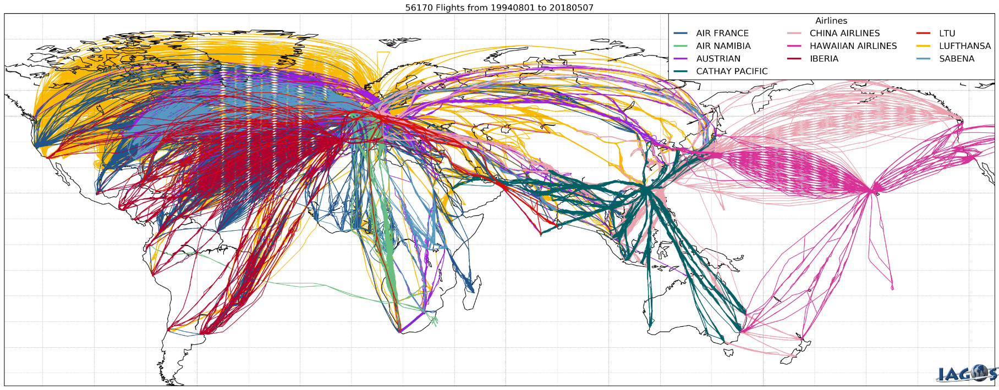 56170 Flights from 19940801 to 20180507
Airlines
AIR FRANCE CHINA AIRLINES LTU
AIR NAMIBIA HAWAIIAN AIRLINES LUFTHANSA
AUSTRIAN IBERIA SABENA
CATHAY PACIFIC
IAGOS